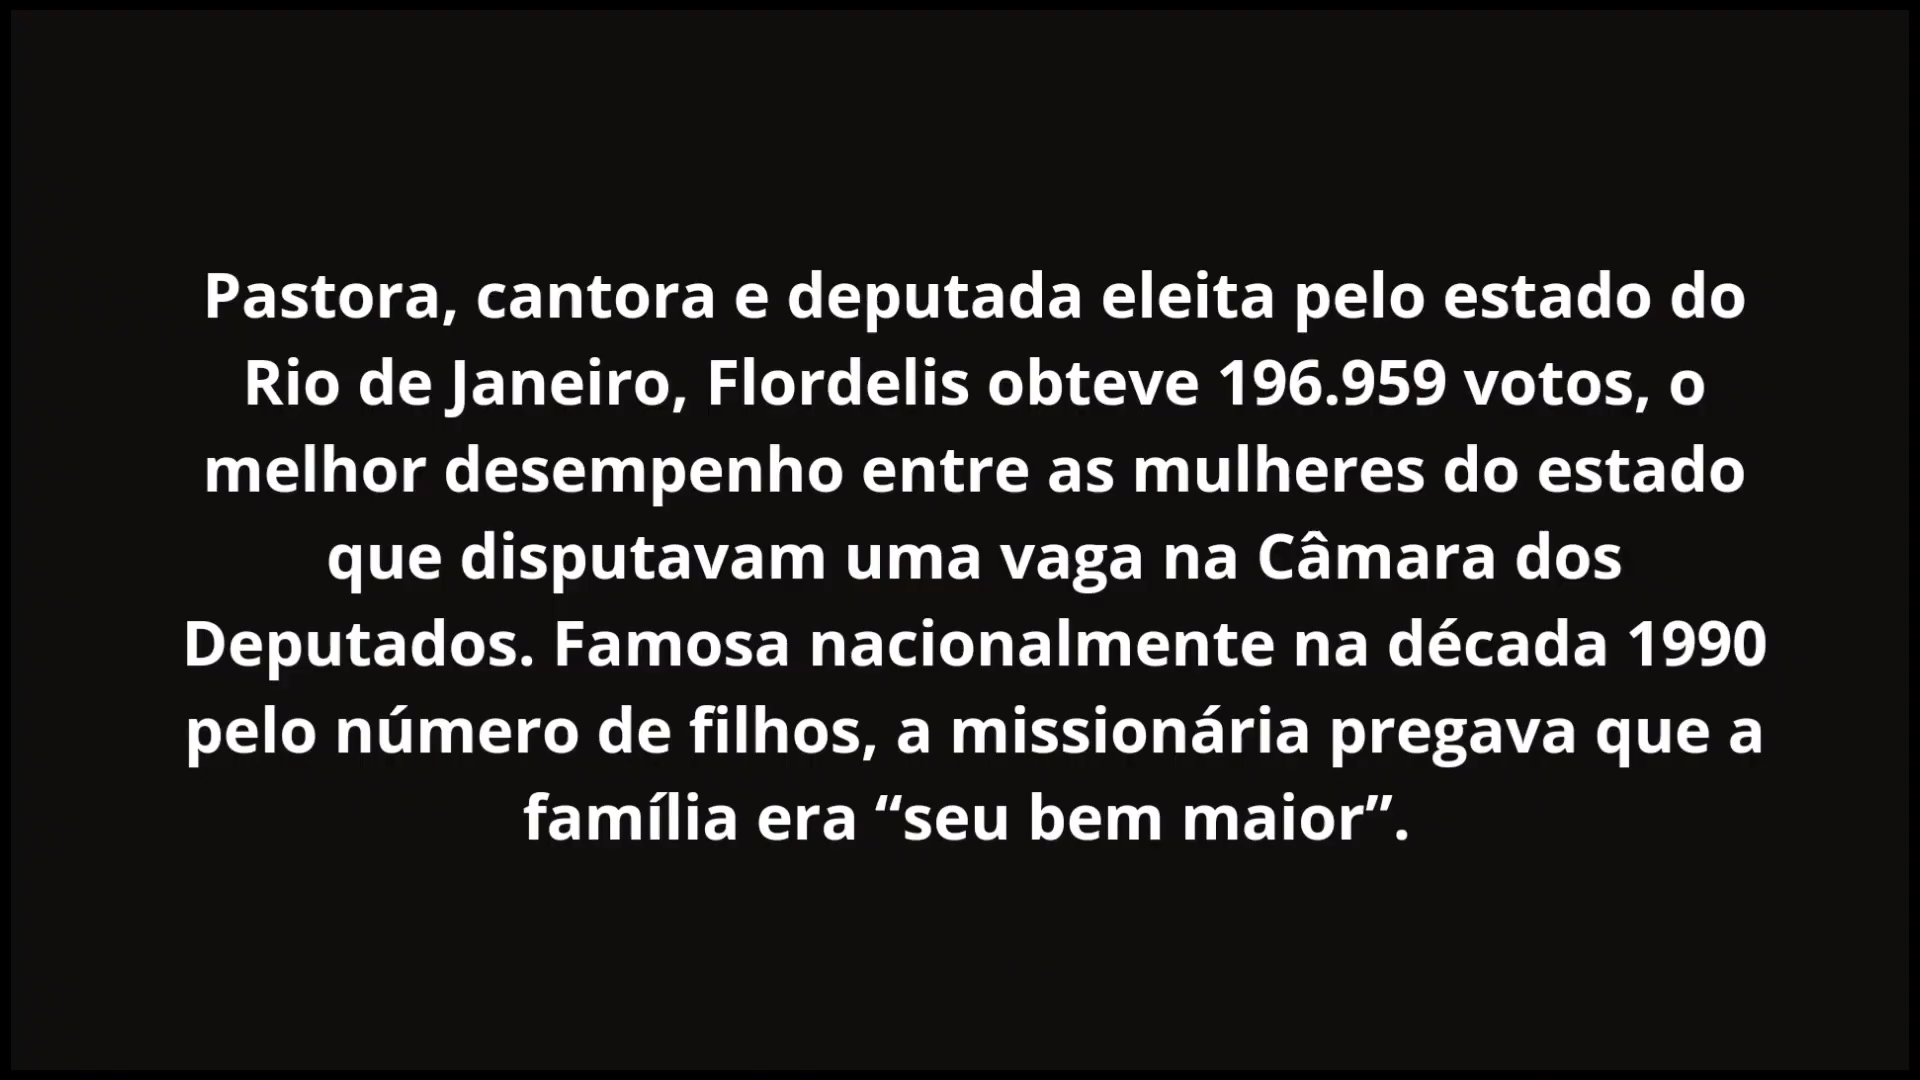 Pastora, cantora e deputada eleita pelo estado do
Rio de Janeiro, Flordelis obteve 196.959 votos, o
melhor desempenho entre as mulheres do estado
que disputavam uma vaga na Câmara dos
Deputados. Famosa nacionalmente na década 1990
pelo número de filhos, a missionária pregava que a
família era “seu bem maior”.